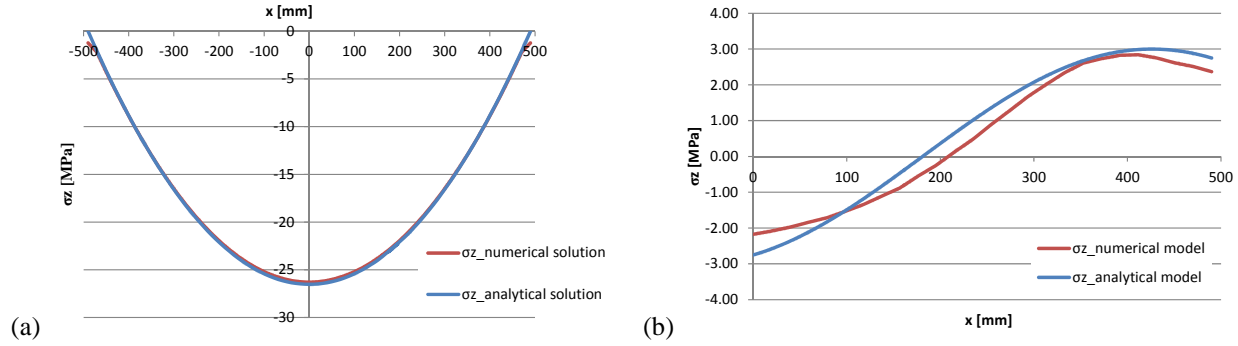 x [mm]
0
-500 -400 -300 -200 -100 0 100 200 300 400 500
-5
-10
-15
-20
-25
-30
σz [MPa]
σz_numerical solution
σz_analytical solution
(a)
4.00
3.00
2.00
1.00
0.00
-1.00
-2.00
-3.00
-4.00
σz [MPa]
0 100 200 300 400 500
σz_numerical model
σz_analytical model
x [mm]
(b)